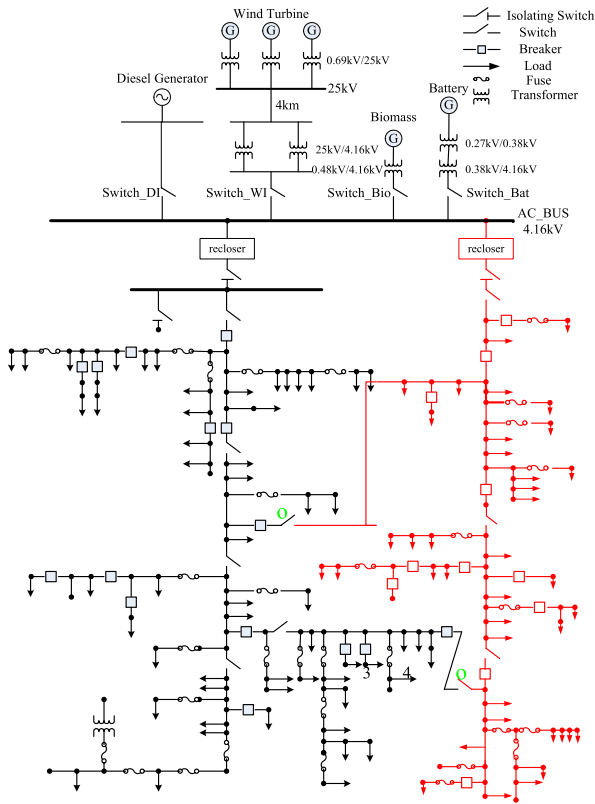 Wind Turbine
G
G
G
0.69kV/25kV
25kV
4km
Diesel Generator
G
25kV/4.16kV
0.48kV/4.16kV
Biomass
G
Battery
G
0.27kV/0.38kV
0.38kV/4.16kV
Isolating Switch
Switch
Breaker
Load
Fuse
Transformer
Switch_DI
Switch_WI
Switch_Bio
Switch_Bat
AC_BUS
4.16kV
recloser
recloser
O
3
4
O